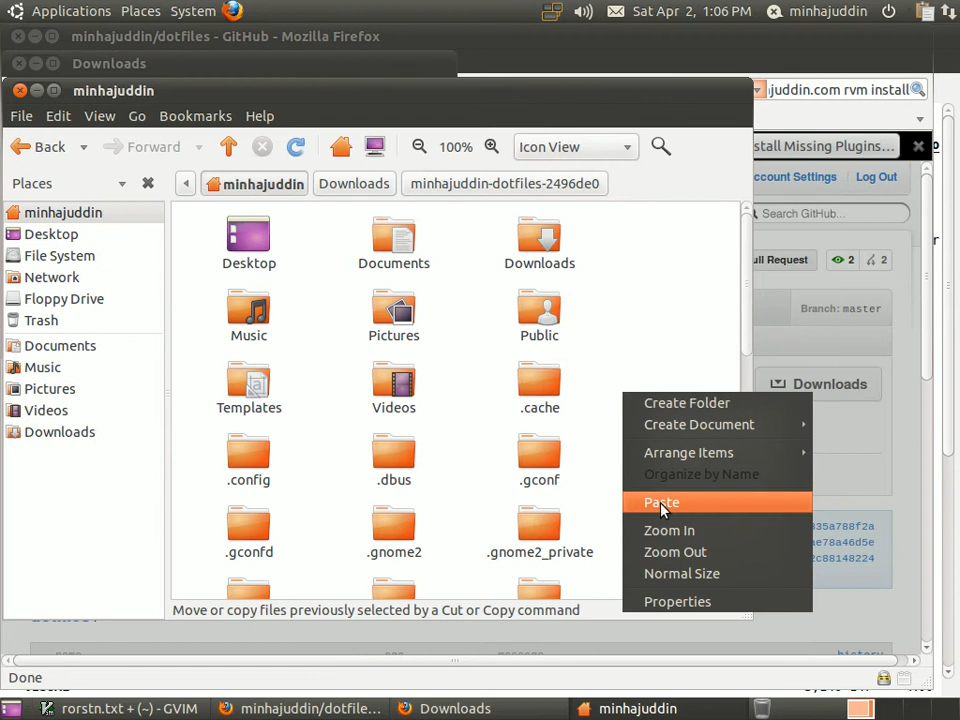 Applications Places System Sat Apr 2, 1:06 PM minhajuddin
minhajuddin/dotfiles - GitHub - Mozilla Firefox
Downloads
minhajuddin
juddin.com rvm install
File Edit View Go Bookmarks Help
Back Forward 100% Icon View
stall Missing Plugins...
Places minhajuddin Downloads minhajuddin-dotfiles-2496de0
ccount Settings Log Out
minhajuddin
Search GitHub...
Desktop
File System
Network
Floppy Drive
Trash
Documents
Music
Pictures
Videos
Downloads
Desktop Documents Downloads
ull Request 2 2
Music Pictures Public
Branch: master
Templates Videos .cache
Downloads
.config .dbus .gconf
.gconfd .gnome2 .gnome2_private
Create Folder
Create Document
Arrange Items
Organize by Name
Paste
Zoom In
Zoom Out
Normal Size
Properties
335a788f2a
ae78a46d5e
2c88148224
Move or copy files previously selected by a Cut or Copy command
history
Done
rorstn.txt + (~) - GVIM minhajuddin/dotfile... Downloads minhajuddin